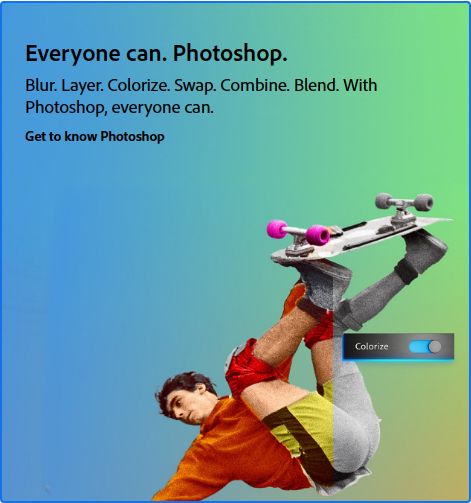 Everyone can. Photoshop.
Blur. Layer. Colorize. Swap. Combine. Blend. With
Photoshop, everyone can.
Get to know Photoshop
Colorize